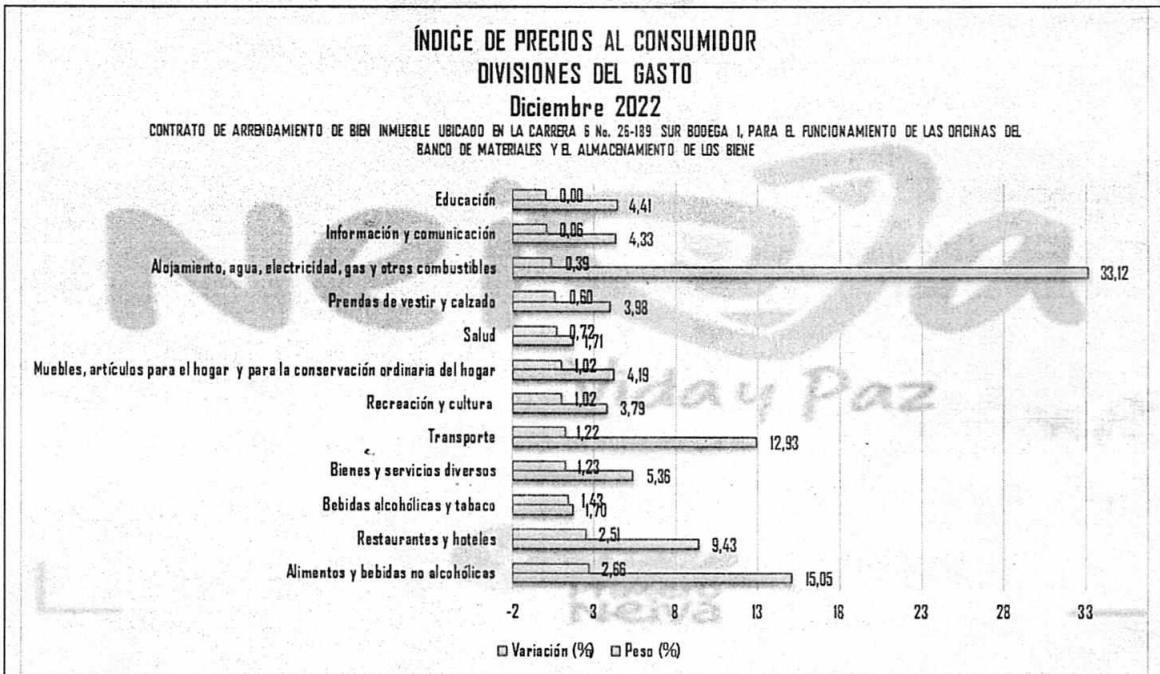 ÍNDICE DE PRECIOS AL CONSUMIDOR
DIVISIONES DEL GASTO
Diciembre 2022
CONTRATO DE ARRENDAMIENTO DE BIEN INMUEBLE UBICADO EN LA CARRERA 6 No. 26-189 SUR BODEGA 1, PARA EL FUNCIONAMIENTO DE LAS OFICINAS DEL
BANCO DE MATERIALES Y EL ALMACENAMIENTO DE LOS BIENE
Educación 0,00 4,41
Información y comunicación 0,06 4,33
Alojamiento, agua, electricidad, gas y otros combustibles 0,39 33,12
Prendas de vestir y calzado 0,60 3,98
Salud 0,72 1,71
Muebles, artículos para el hogar y para la conservación ordinaria del hogar 1,02 4,19
Recreación y cultura 1,02 3,79
Transporte 1,22 12,93
Bienes y servicios diversos 1,23 5,36
Bebidas alcohólicas y tabaco 1,43 1,70
Restaurantes y hoteles 2,51 9,43
Alimentos y bebidas no alcohólicas 2,66 15,05
-2 3 8 13 18 23 28 33
Variación (%) Peso (%)
Neiva
Vida y Paz
Neiva